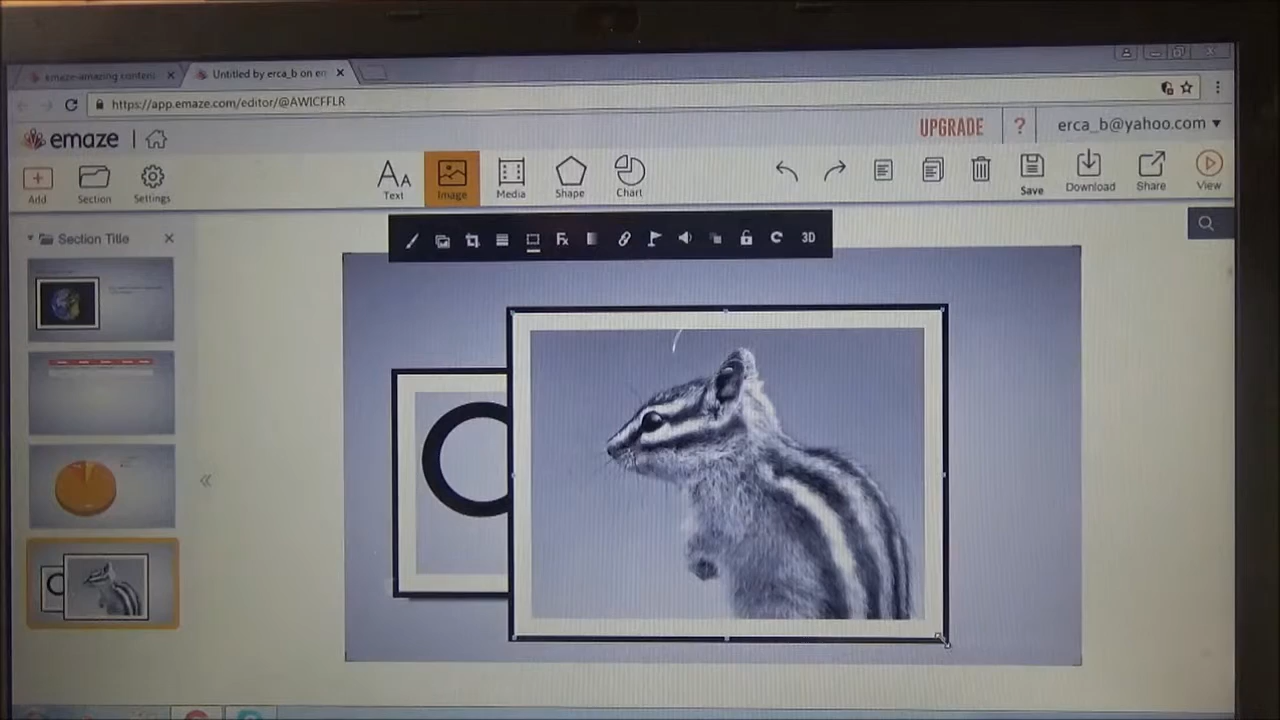 emaze-amazing content
Untitled by erca_b on em
https://app.emaze.com/editor/@AWICFFLR
emaze
UPGRADE
?
erca_b@yahoo.com
Add
Section
Settings
Text
Image
Media
Shape
Chart
Save
Download
Share
View
Section Title
Fx
3D